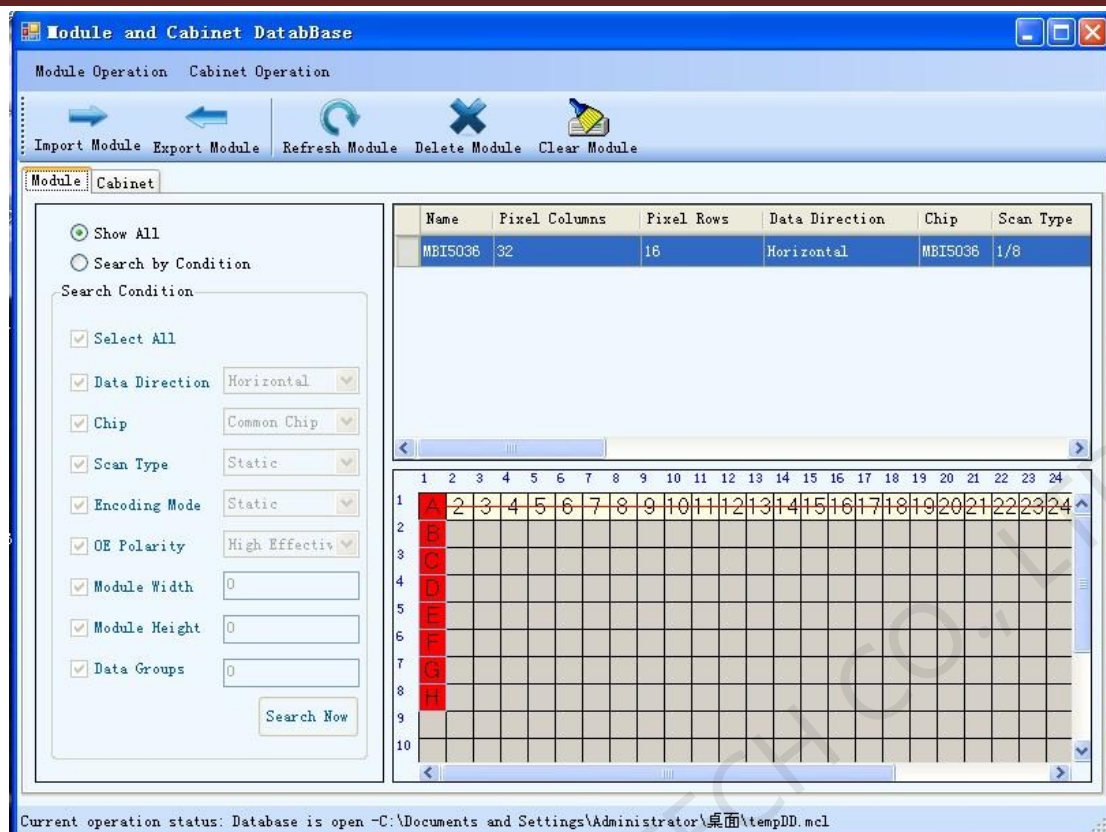 Module and Cabinet DatabBase
Module Operation Cabinet Operation
Import Module Export Module Refresh Module Delete Module Clear Module
Module Cabinet
Show All
Search by Condition
Search Condition
Select All
Data Direction Horizontal
Chip Common Chip
Scan Type Static
Encoding Mode Static
OE Polarity High Effectiv
Module Width 0
Module Height 0
Data Groups 0
Search Now
Name Pixel Columns Pixel Rows Data Direction Chip Scan Type
MBI5036 32 16 Horizontal MBI5036 1/8
1 2 3 4 5 6 7 8 9 10 11 12 13 14 15 16 17 18 19 20 21 22 23 24
1 A 2 3 4 5 6 7 8 9 10 11 12 13 14 15 16 17 18 19 20 21 22 23 24
2 B
3 C
4 D
5 E
6 F
7 G
8 H
9
10
TECH CO., LT
Current operation status: Database is open -C:\Documents and Settings\Administrator\桌面\tempDD.mcl